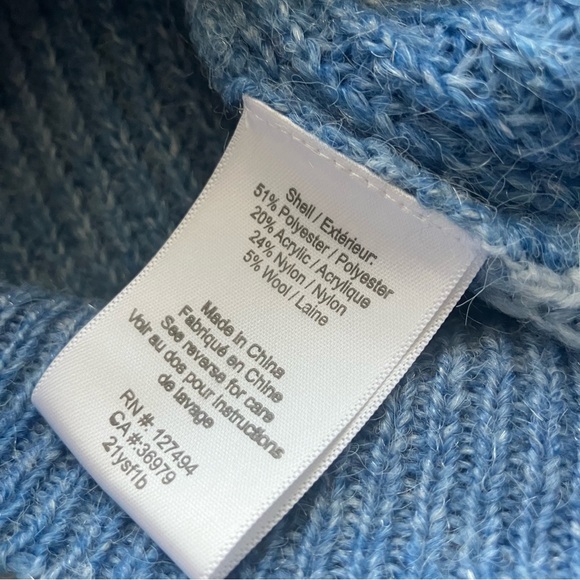 Shell / Extérieur:
51% Polyester / Polyester
20% Acrylic / Acrylique
24% Nylon / Nylon
5% Wool / Laine
Made in China
Fabriqué en Chine
See reverse for care
Voir au dos pour instructions
de lavage
RN #: 127494
CA #:36979
21ysf1b